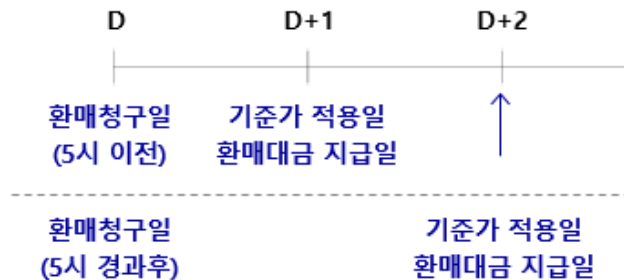 D D+1 D+2
환매청구일 기준가 적용일
(5시 이전) 환매대금 지급일
환매청구일 기준가 적용일
(5시 경과후) 환매대금 지급일